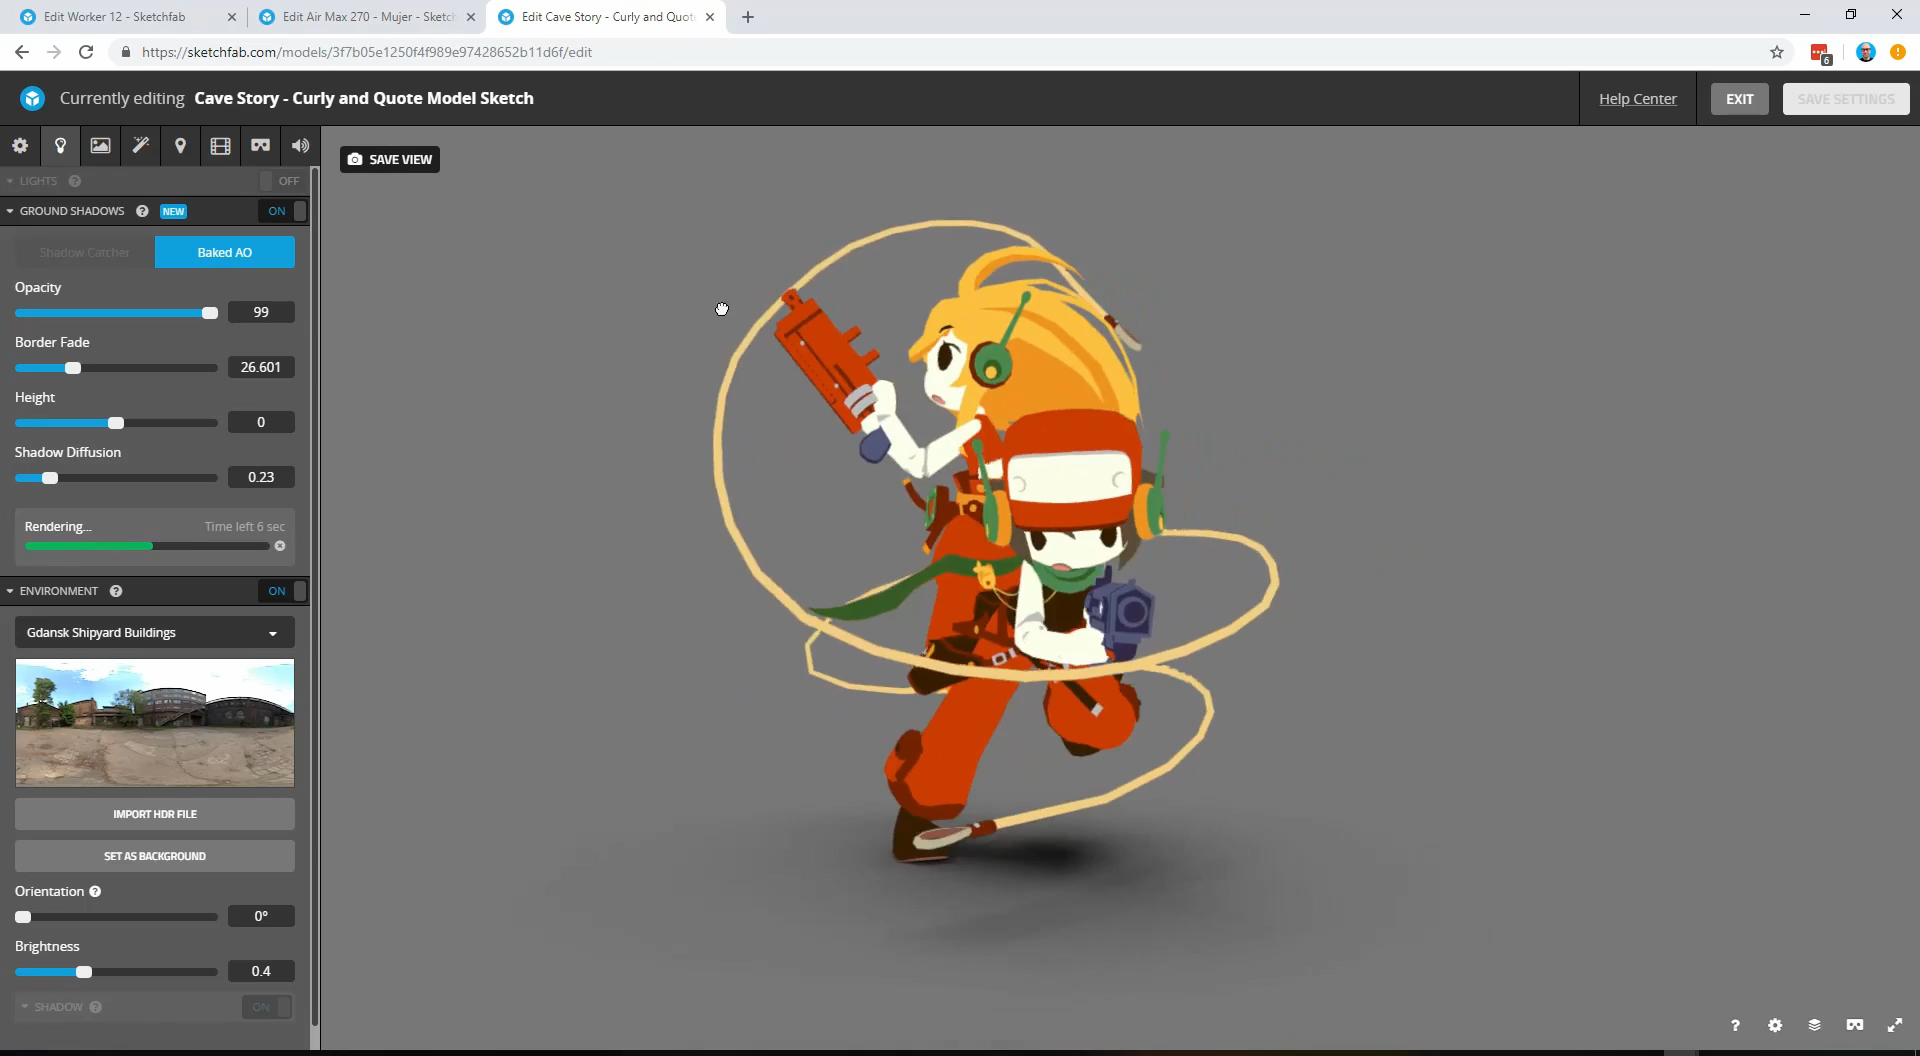 Edit Worker 12 - Sketchfab
Edit Air Max 270 - Mujer - Sketch
Edit Cave Story - Curly and Quot
https://sketchfab.com/models/3f7b05e1250f4f989e97428652b11d6f/edit
6
Currently editing Cave Story - Curly and Quote Model Sketch
Help Center
EXIT
SAVE SETTINGS
SAVE VIEW
LIGHTS ? OFF
GROUND SHADOWS ? NEW ON
Shadow Catcher
Baked AO
Opacity
99
Border Fade
26.601
Height
0
Shadow Diffusion
0.23
Rendering... Time left 6 sec
ENVIRONMENT ? ON
Gdansk Shipyard Buildings
IMPORT HDR FILE
SET AS BACKGROUND
Orientation ?
0°
Brightness
0.4
SHADOW ? ON
?